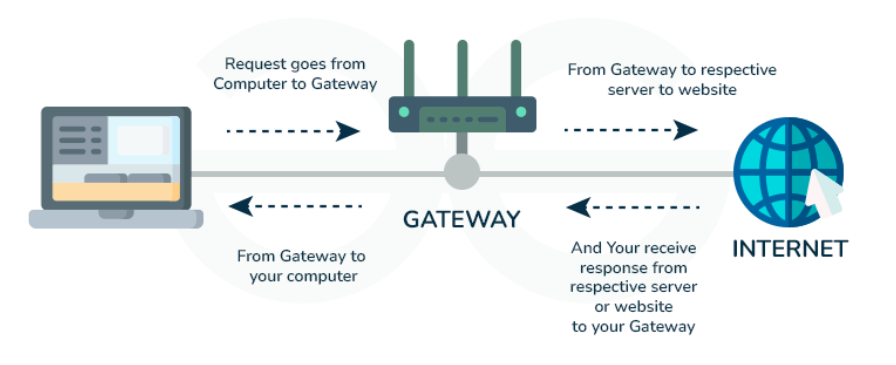 Request goes from
Computer to Gateway
From Gateway to respective
server to website
GATEWAY
From Gateway to
your computer
INTERNET
And Your receive
response from
respective server
or website
to your Gateway